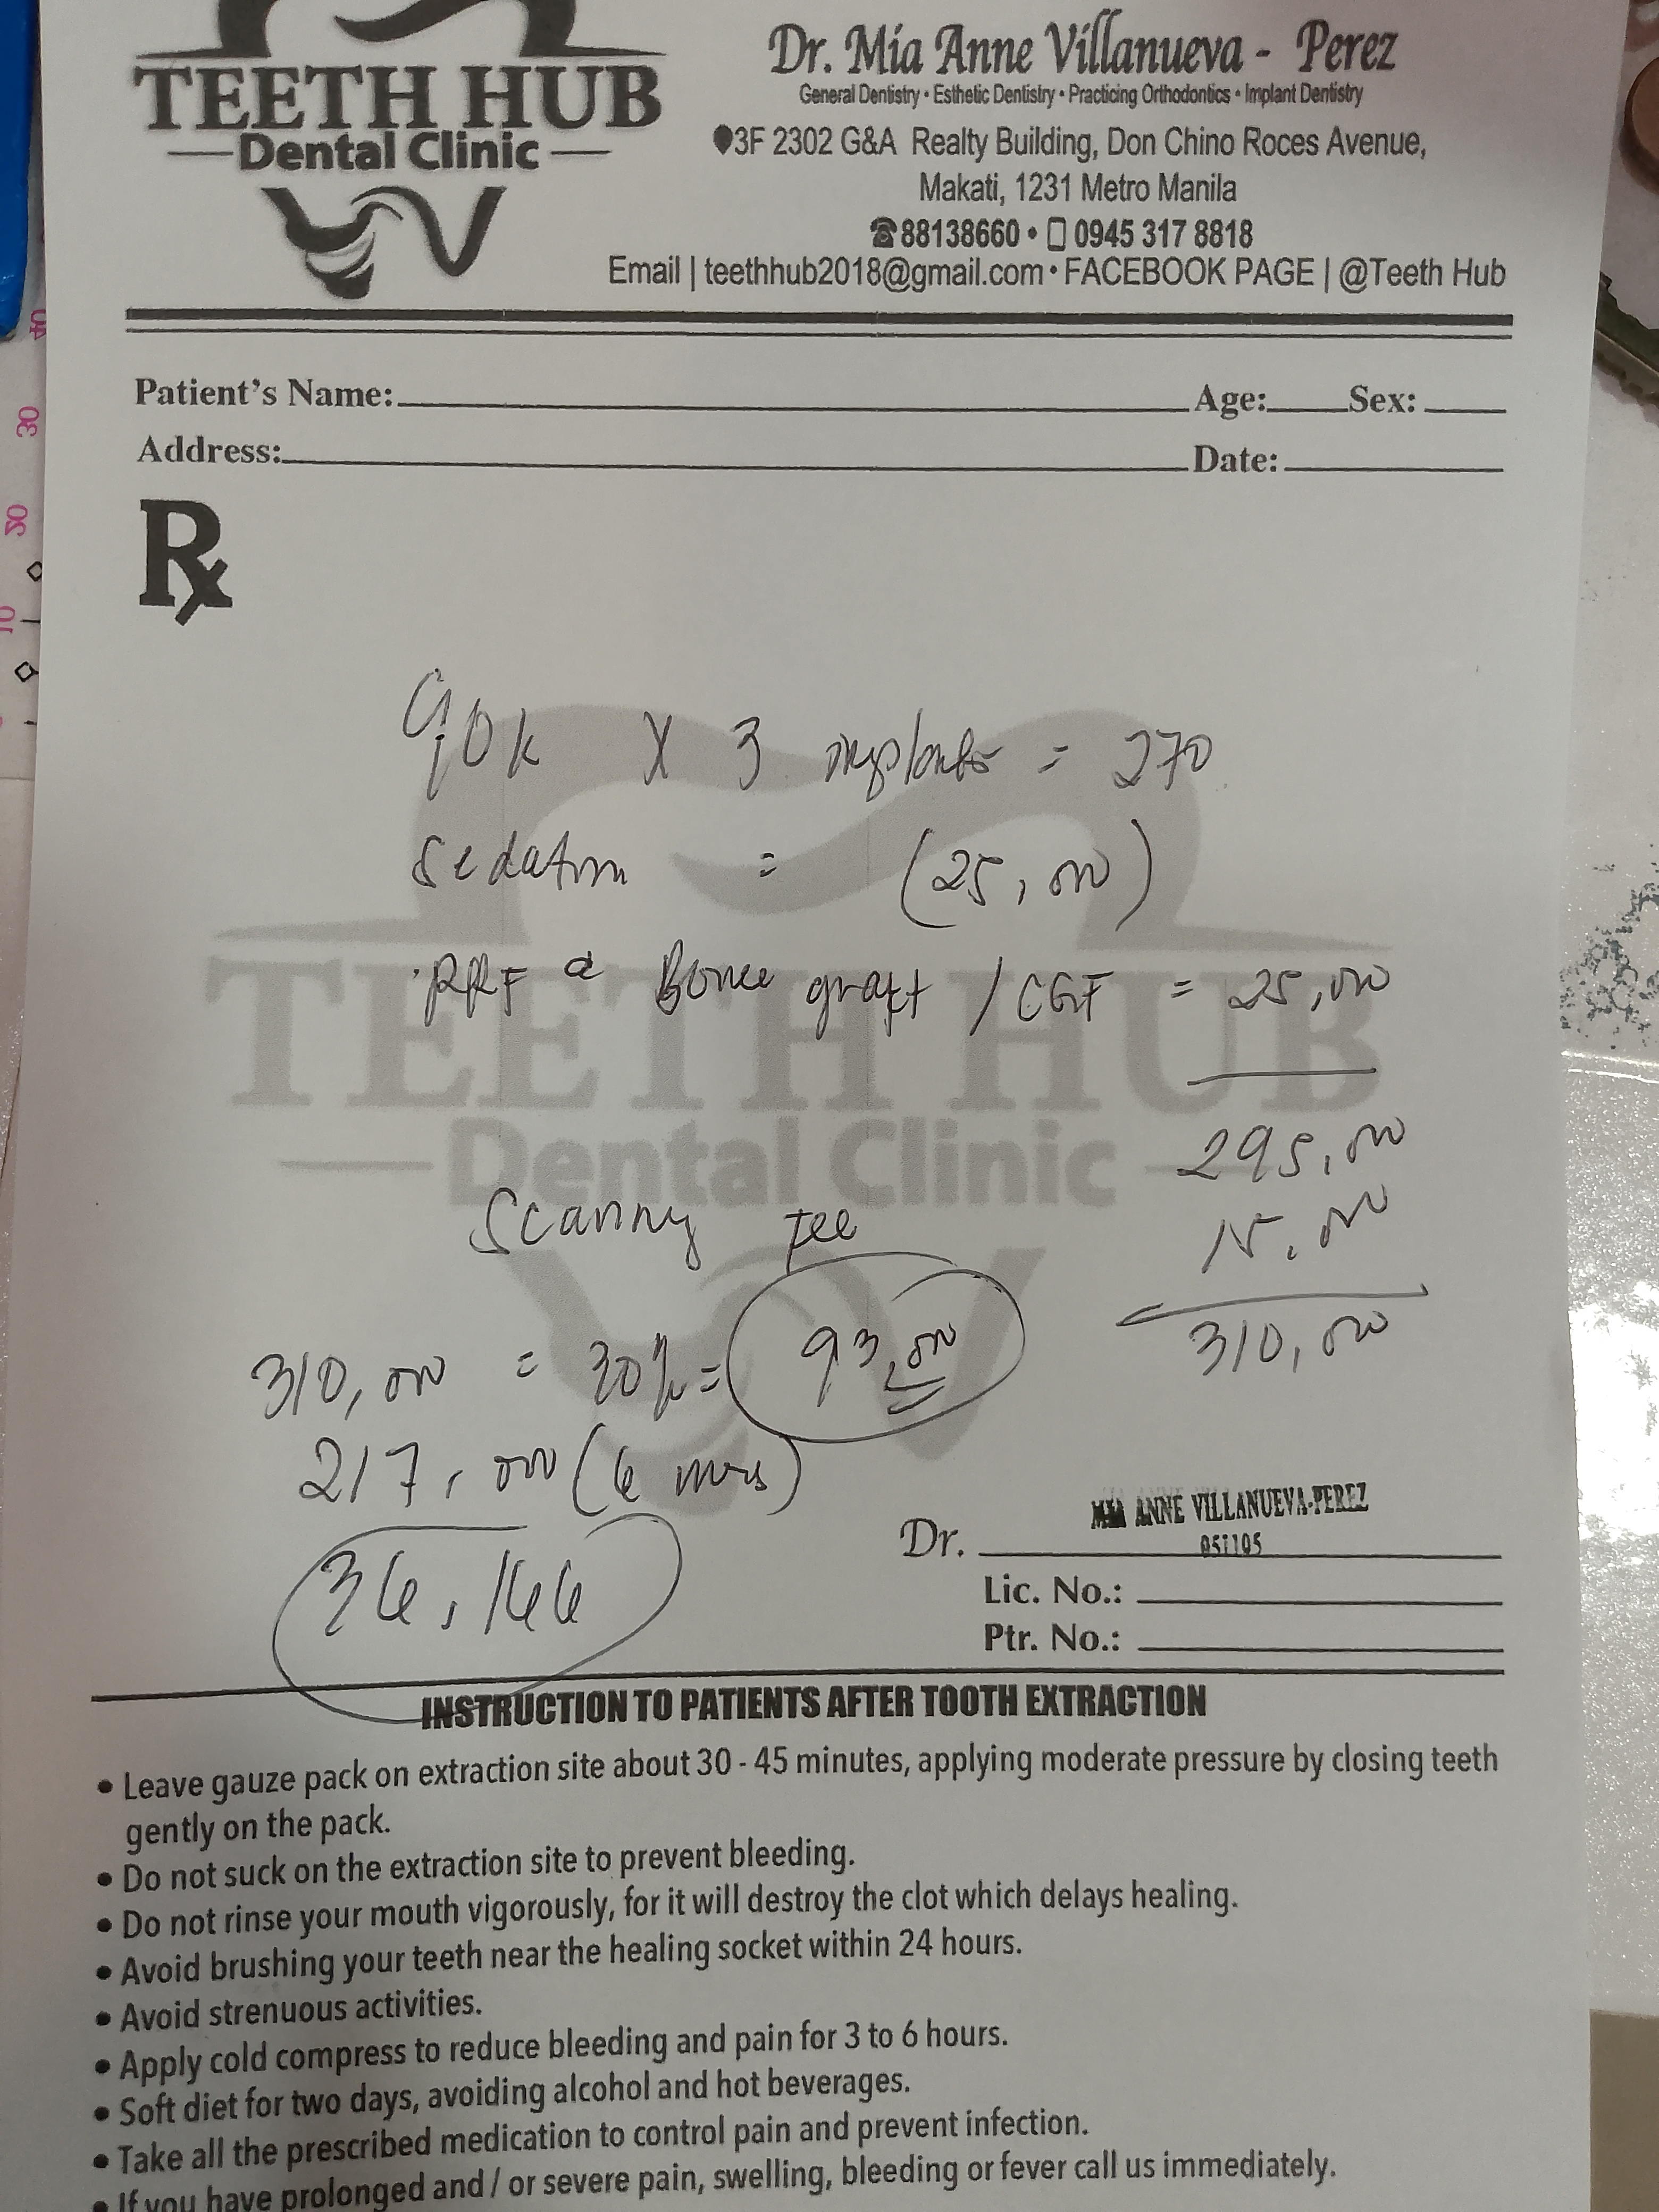 TEETH HUB
Dental Clinic
Dr. Mia Anne Villanueva - Perez
General Dentistry • Esthetic Dentistry • Practicing Orthodontics • Implant Dentistry
3F 2302 G&A Realty Building, Don Chino Roces Avenue,
Makati, 1231 Metro Manila
88138660 • 0945 317 8818
Email | teethhub2018@gmail.com • FACEBOOK PAGE | @Teeth Hub
Patient's Name: Age: Sex:
Address: Date:
Rx
90k X 3 implants = 270
Sedation = (25,000)
PRF & Bone graft / CGF = 25,000
295,000
Scanning Fee 15,000
310,000
310,000 = 30% = 93,000
217,000 (6 mos)
36,166
TEETH HUB
Dental Clinic
MIA ANNE VILLANUEVA-PEREZ
051105
Dr.
Lic. No.:
Ptr. No.:
INSTRUCTION TO PATIENTS AFTER TOOTH EXTRACTION
• Leave gauze pack on extraction site about 30 - 45 minutes, applying moderate pressure by closing teeth
gently on the pack.
• Do not suck on the extraction site to prevent bleeding.
• Do not rinse your mouth vigorously, for it will destroy the clot which delays healing.
• Avoid brushing your teeth near the healing socket within 24 hours.
• Avoid strenuous activities.
• Apply cold compress to reduce bleeding and pain for 3 to 6 hours.
• Soft diet for two days, avoiding alcohol and hot beverages.
• Take all the prescribed medication to control pain and prevent infection.
• If you have prolonged and / or severe pain, swelling, bleeding or fever call us immediately.
40
30
20
10